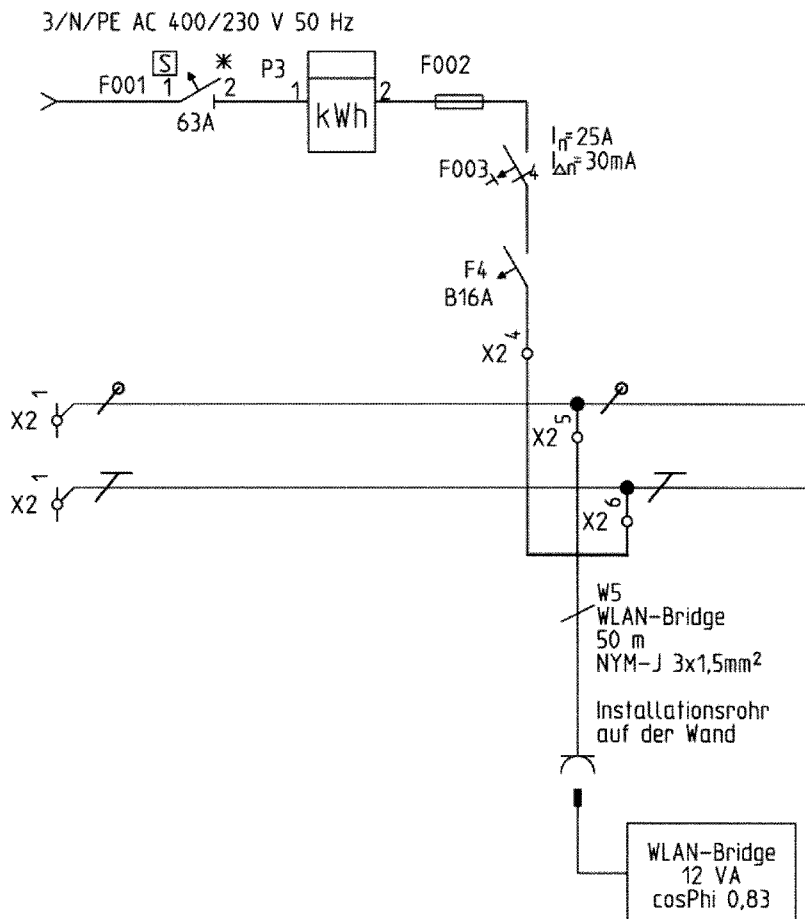 3/N/PE AC 400/230 V 50 Hz
S
*
F001 1 2
63A
P3
1 2
kWh
F002
F003
4
In=25A
IΔn=30mA
F4
B16A
X2 4
X2 1
X2 5
X2 1
X2 6
W5
WLAN-Bridge
50 m
NYM-J 3x1,5mm²
Installationsrohr
auf der Wand
WLAN-Bridge
12 VA
cosPhi 0,83